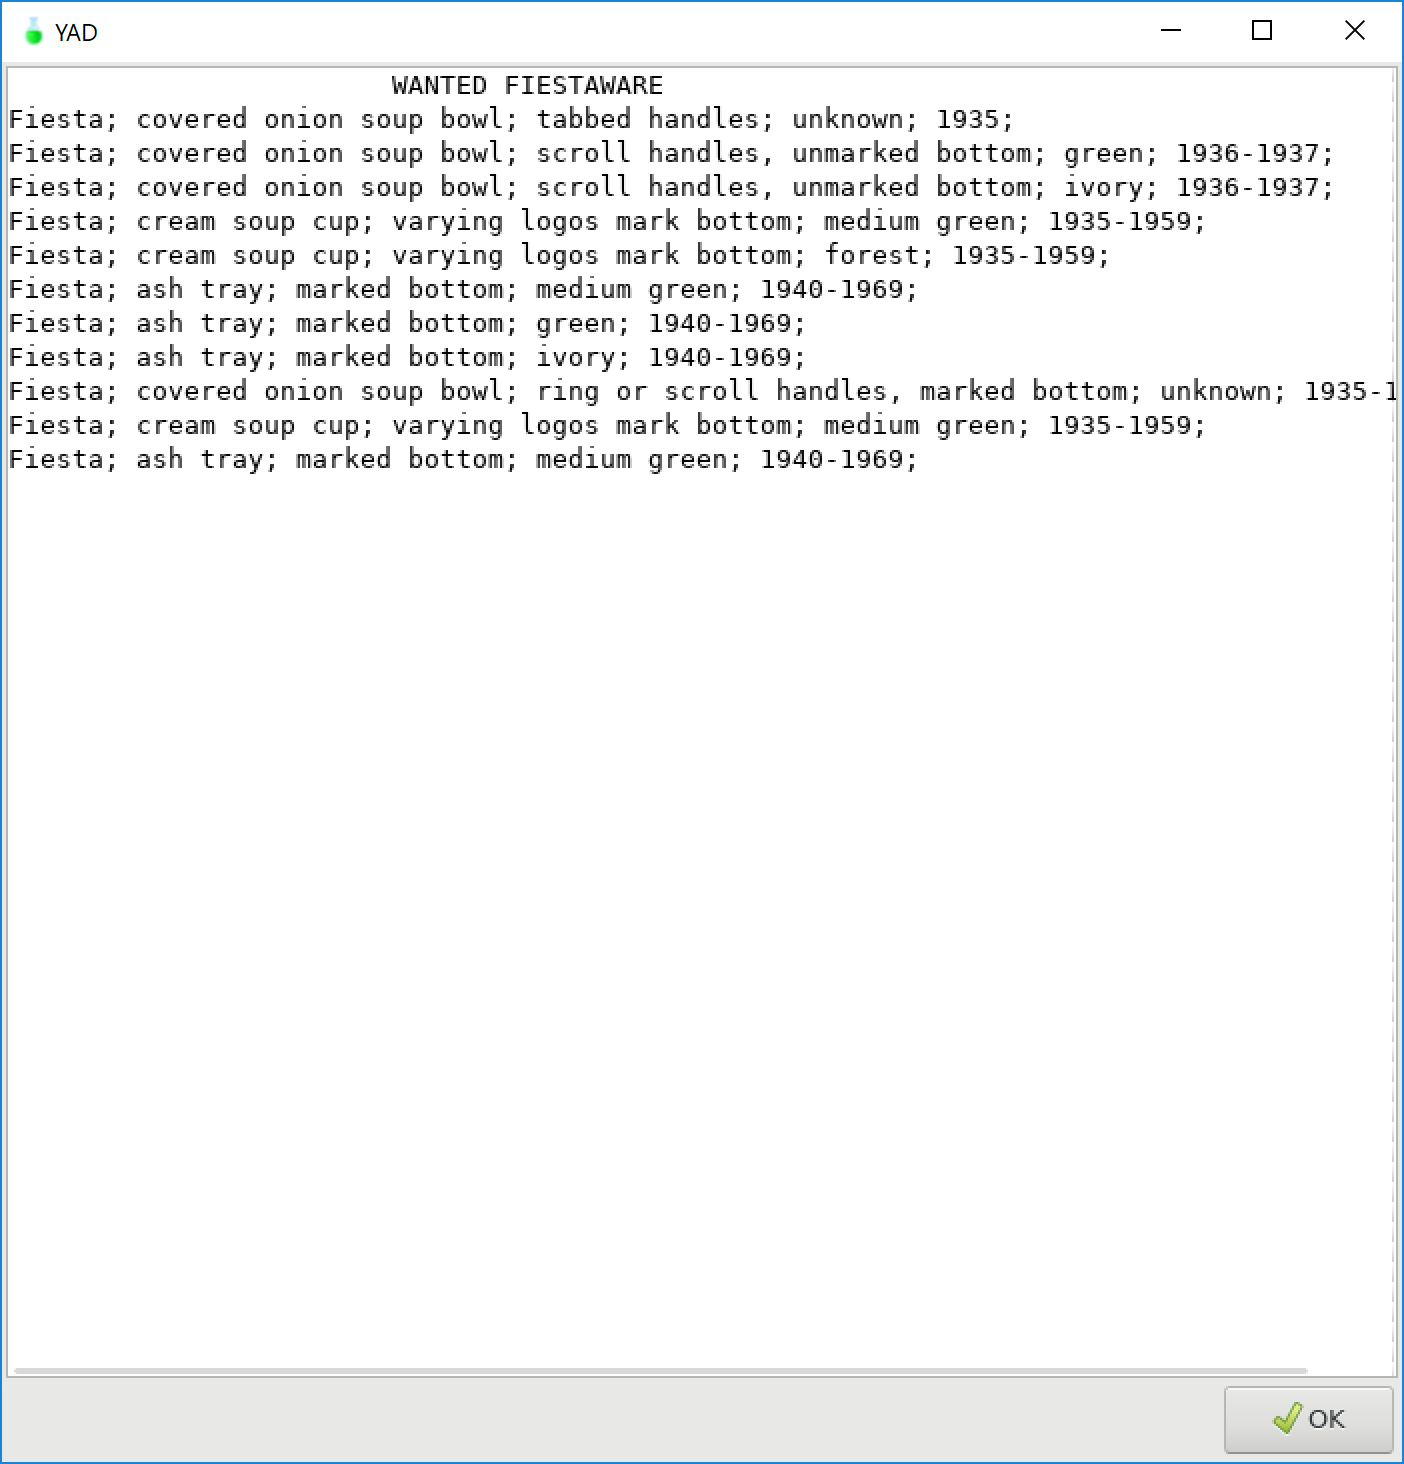 YAD
WANTED FIESTAWARE
Fiesta; covered onion soup bowl; tabbed handles; unknown; 1935;
Fiesta; covered onion soup bowl; scroll handles, unmarked bottom; green; 1936-1937;
Fiesta; covered onion soup bowl; scroll handles, unmarked bottom; ivory; 1936-1937;
Fiesta; cream soup cup; varying logos mark bottom; medium green; 1935-1959;
Fiesta; cream soup cup; varying logos mark bottom; forest; 1935-1959;
Fiesta; ash tray; marked bottom; medium green; 1940-1969;
Fiesta; ash tray; marked bottom; green; 1940-1969;
Fiesta; ash tray; marked bottom; ivory; 1940-1969;
Fiesta; covered onion soup bowl; ring or scroll handles, marked bottom; unknown; 1935-1
Fiesta; cream soup cup; varying logos mark bottom; medium green; 1935-1959;
Fiesta; ash tray; marked bottom; medium green; 1940-1969;
OK